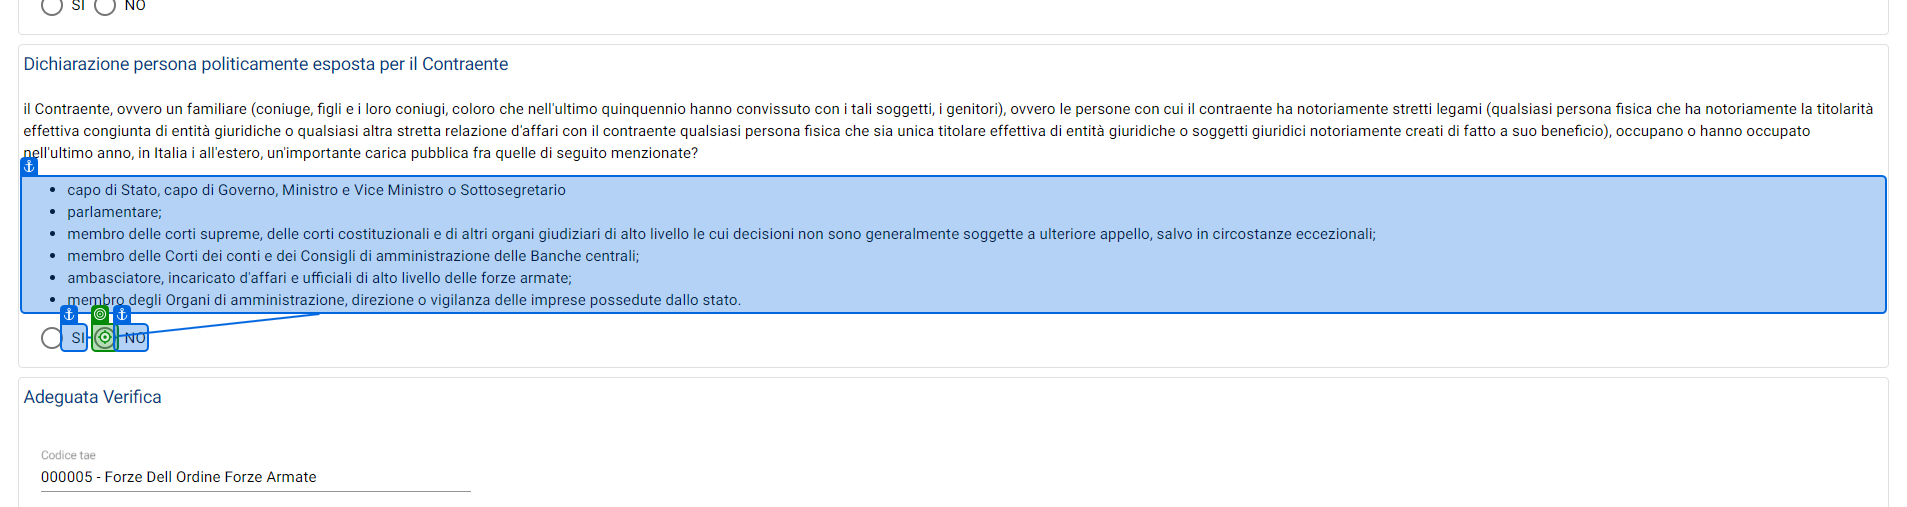 SI NO
Dichiarazione persona politicamente esposta per il Contraente
il Contraente, ovvero un familiare (coniuge, figli e i loro coniugi, coloro che nell'ultimo quinquennio hanno convissuto con i tali soggetti, i genitori), ovvero le persone con cui il contraente ha notoriamente stretti legami (qualsiasi persona fisica che ha notoriamente la titolarità
effettiva congiunta di entità giuridiche o qualsiasi altra stretta relazione d'affari con il contraente qualsiasi persona fisica che sia unica titolare effettiva di entità giuridiche o soggetti giuridici notoriamente creati di fatto a suo beneficio), occupano o hanno occupato
nell'ultimo anno, in Italia i all'estero, un'importante carica pubblica fra quelle di seguito menzionate?
• capo di Stato, capo di Governo, Ministro e Vice Ministro o Sottosegretario
• parlamentare;
• membro delle corti supreme, delle corti costituzionali e di altri organi giudiziari di alto livello le cui decisioni non sono generalmente soggette a ulteriore appello, salvo in circostanze eccezionali;
• membro delle Corti dei conti e dei Consigli di amministrazione delle Banche centrali;
• ambasciatore, incaricato d'affari e ufficiali di alto livello delle forze armate;
• membro degli Organi di amministrazione, direzione o vigilanza delle imprese possedute dallo stato.
SI NO
Adeguata Verifica
Codice tae
000005 - Forze Dell Ordine Forze Armate